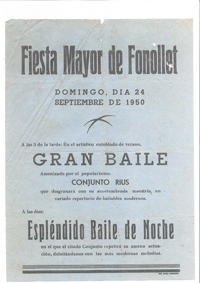 Fiesta Mayor de Fonollet
DOMINGO, DIA 24
SEPTIEMBRE DE 1950
A las 5 de la tarde: En el artístico entoldado de verano,
GRAN BAILE
Amenizado por el popularísimo
CONJUNTO RIUS
que desgranará con su acostumbrada maestría, un
variado repertorio de bailables modernos.
A las diez:
Espléndido Baile de Noche
en el que el citado Conjunto repetirá su amena actua-
ción, deleitándonos con las más modernas melodías.